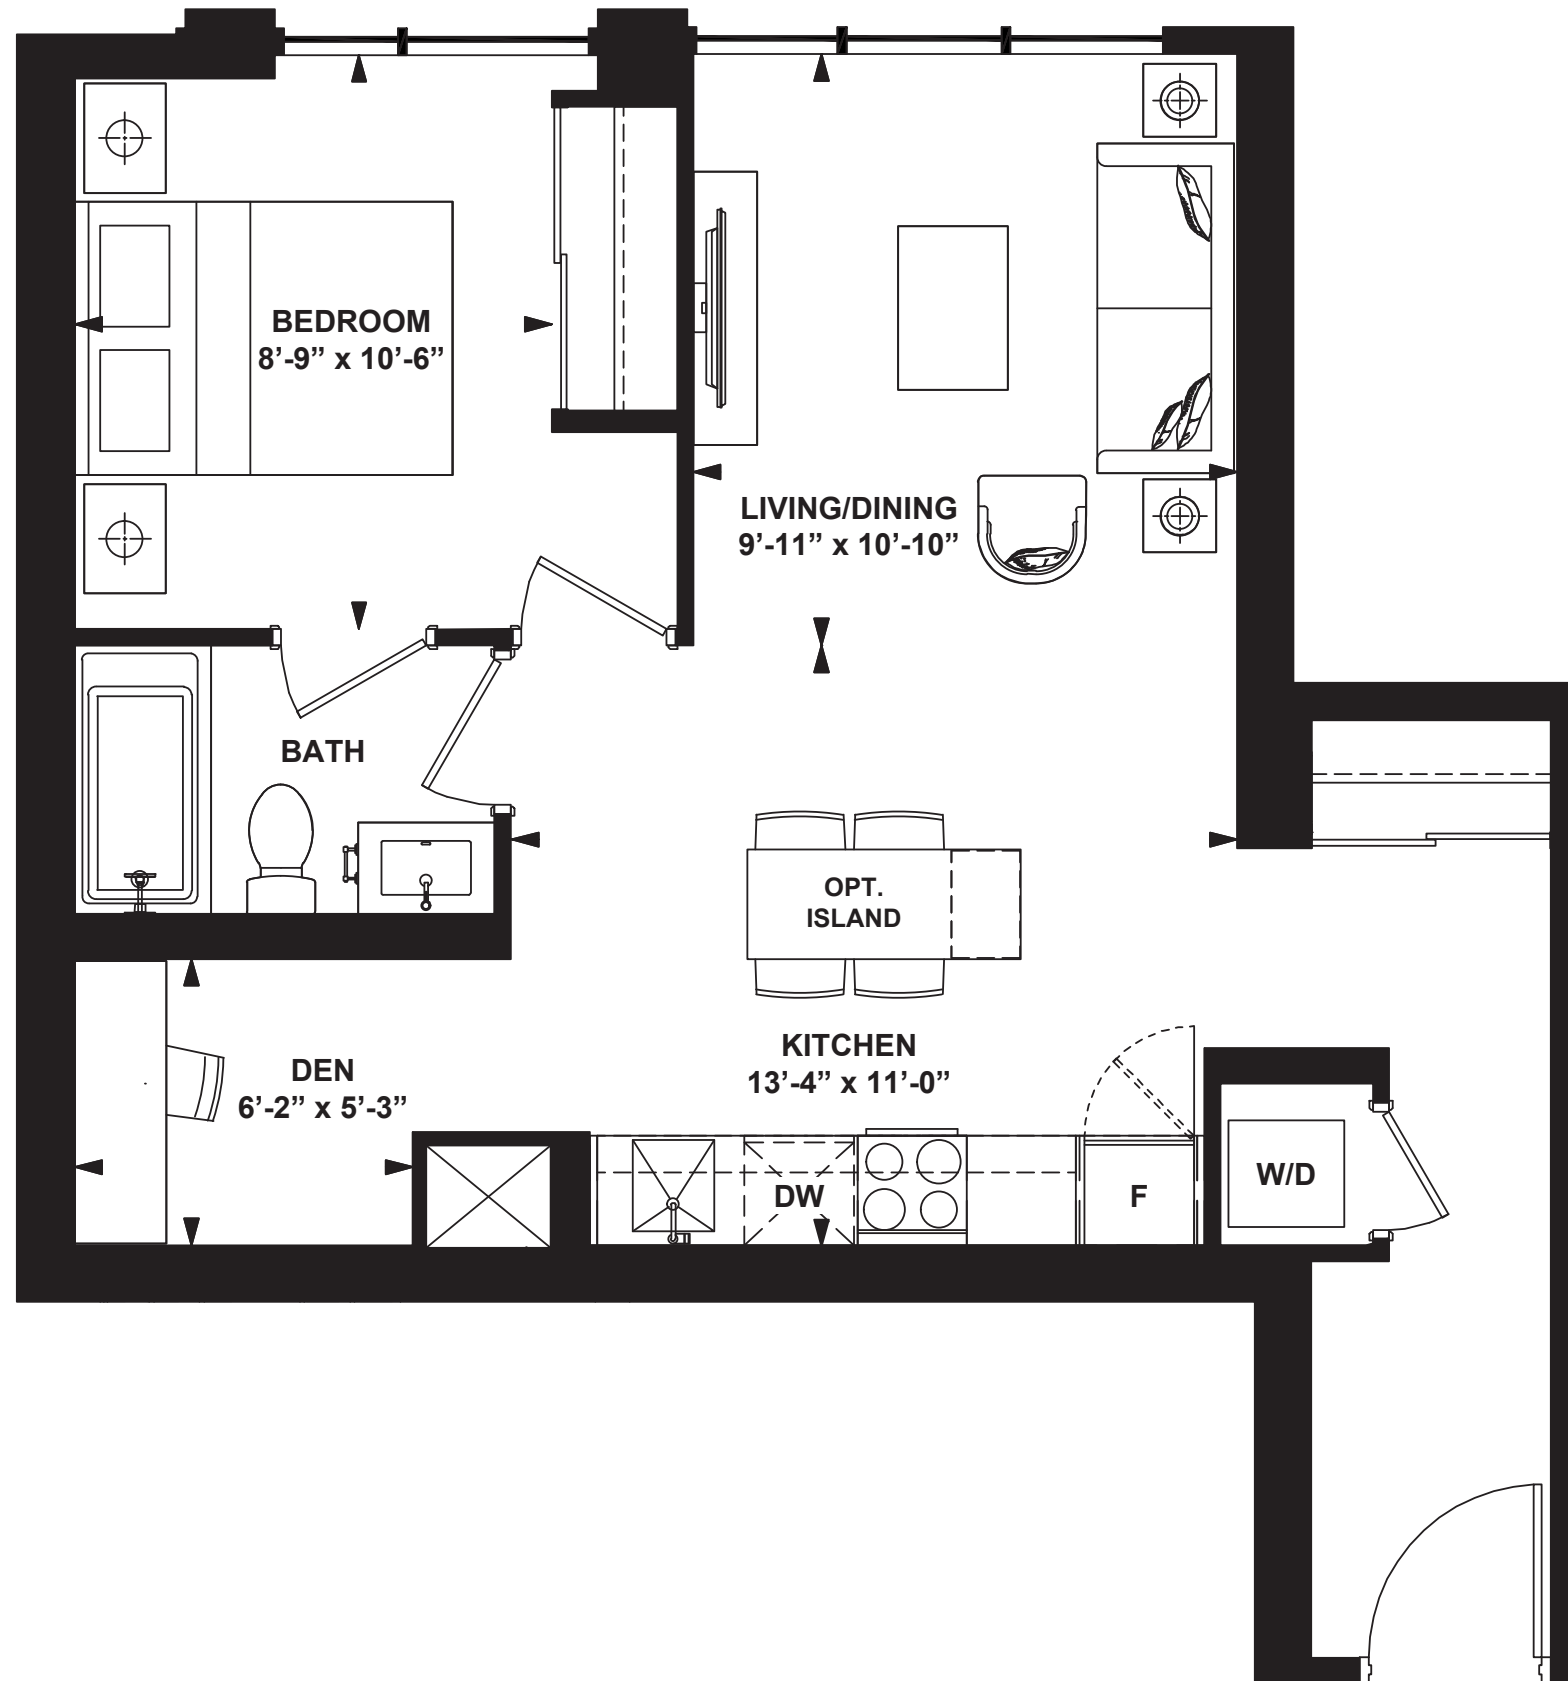 BEDROOM
8’-9” x 10’-6”
LIVING/DINING
9’-11” x 10’-10”
BATH
OPT.
ISLAND
KITCHEN
13’-4” x 11’-0”
DEN
6’-2” x 5’-3”
DW
F
W/D